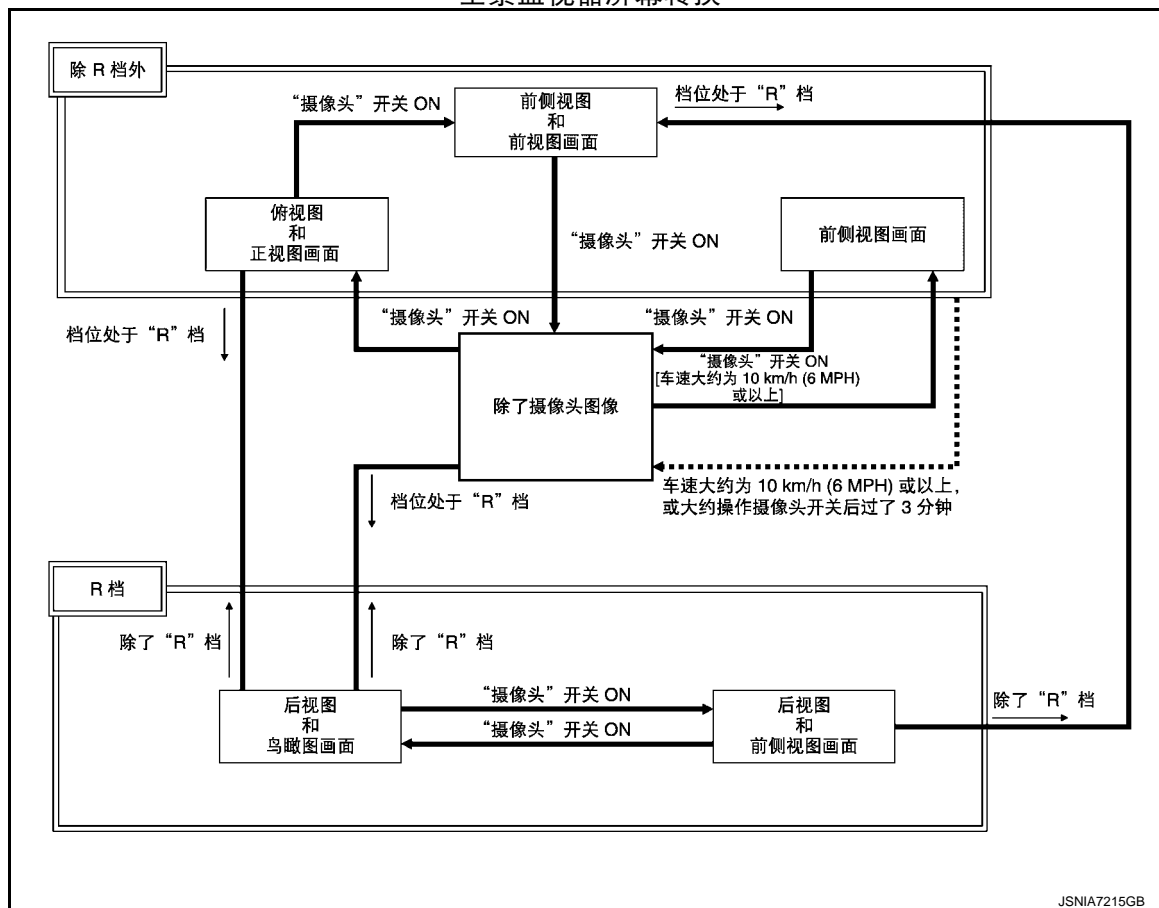 全景监视器屏幕转换
除 R 档外
“摄像头”开关 ON
前侧视图
和
前视图画面
档位处于“R”档
俯视图
和
正视图画面
“摄像头”开关 ON
前侧视图画面
档位处于“R”档
“摄像头”开关 ON
“摄像头”开关 ON
“摄像头”开关 ON
[车速大约为 10 km/h (6 MPH)
或以上]
除了摄像头图像
档位处于“R”档
车速大约为 10 km/h (6 MPH) 或以上，
或大约操作摄像头开关后过了 3 分钟
R 档
除了“R”档
除了“R”档
后视图
和
鸟瞰图画面
“摄像头”开关 ON
“摄像头”开关 ON
后视图
和
前侧视图画面
除了“R”档
JSNIA7215GB